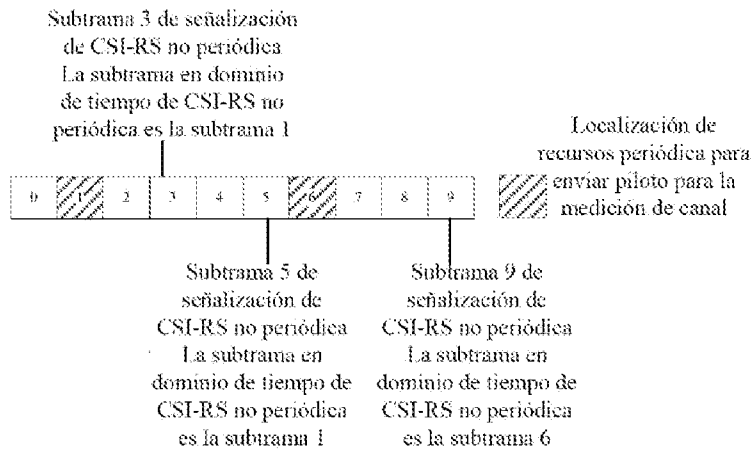 Subtrama 3 de señalización
de CSI-RS no periódica
La subtrama en dominio
de tiempo de CSI-RS no
periódica es la subtrama 1
Localización de
recursos periódica para
enviar piloto para la
medición de canal
0 1 2 3 4 5 6 7 8 9
Subtrama 5 de
señalización de
CSI-RS no periódica
La subtrama en
dominio de tiempo de
CSI-RS no periódica
es la subtrama 1
Subtrama 9 de
señalización de
CSI-RS no periódica
La subtrama en
dominio de tiempo de
CSI-RS no periódica
es la subtrama 6